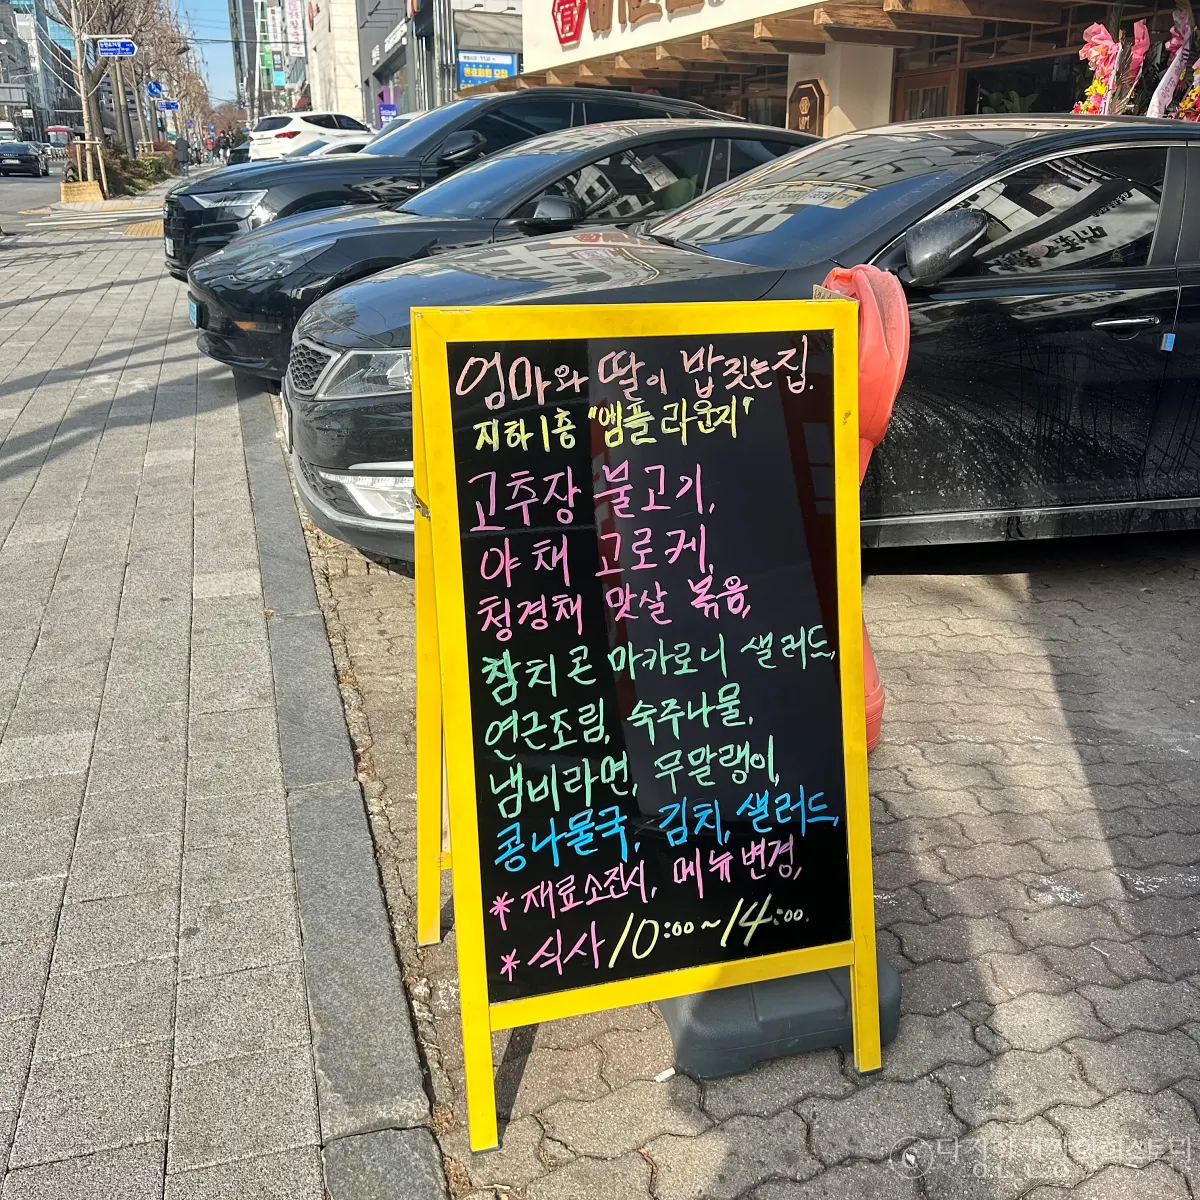 엄마와 딸이 밥짓는 집.
지하1층 "앰플 라운지"
고추장 불고기,
야채 고로케,
청경채 맛살 볶음,
참치콘 마카로니 샐러드,
연근조림, 숙주나물,
냄비라면, 무말랭이,
콩나물국, 김치, 샐러드,
*재료소진시, 메뉴변경,
*식사 10:00~14:00.